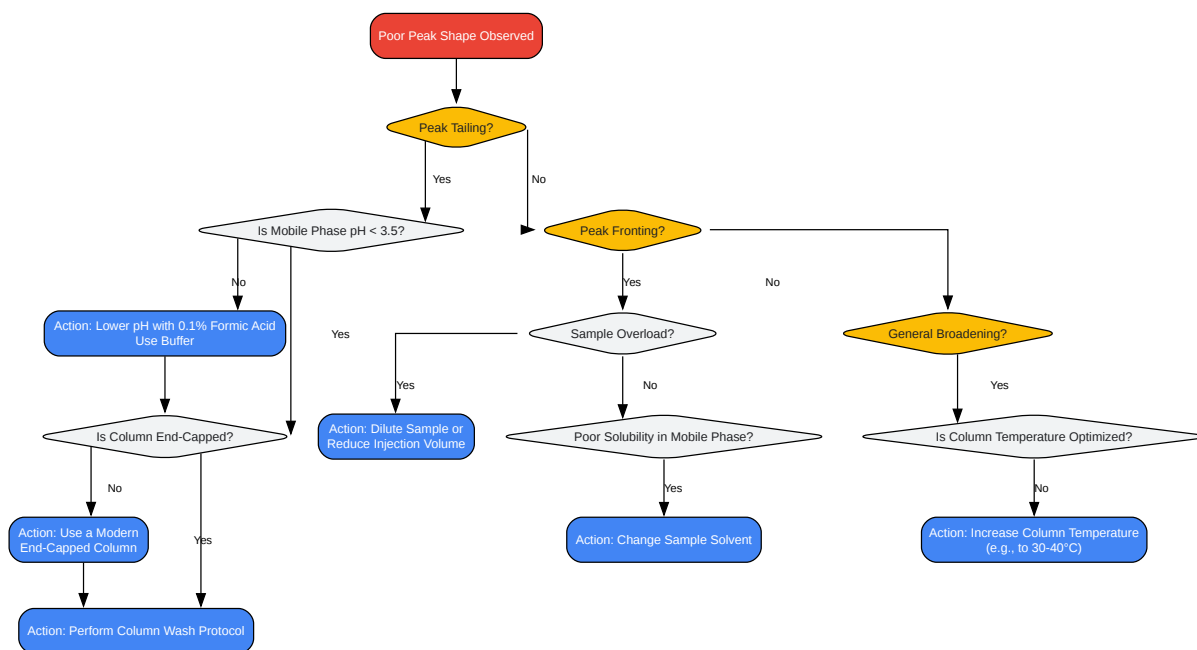 Poor Peak Shape Observed
Peak Tailing?
Yes
No
Is Mobile Phase pH < 3.5?
Peak Fronting?
No
Yes
No
Action: Lower pH with 0.1% Formic Acid
Use Buffer
Yes
Sample Overload?
General Broadening?
Yes
No
Yes
Is Column End-Capped?
Action: Dilute Sample or
Reduce Injection Volume
Poor Solubility in Mobile Phase?
Is Column Temperature Optimized?
No
Yes
No
Action: Use a Modern
End-Capped Column
Yes
Action: Change Sample Solvent
Action: Increase Column Temperature
(e.g., to 30-40°C)
Action: Perform Column Wash Protocol